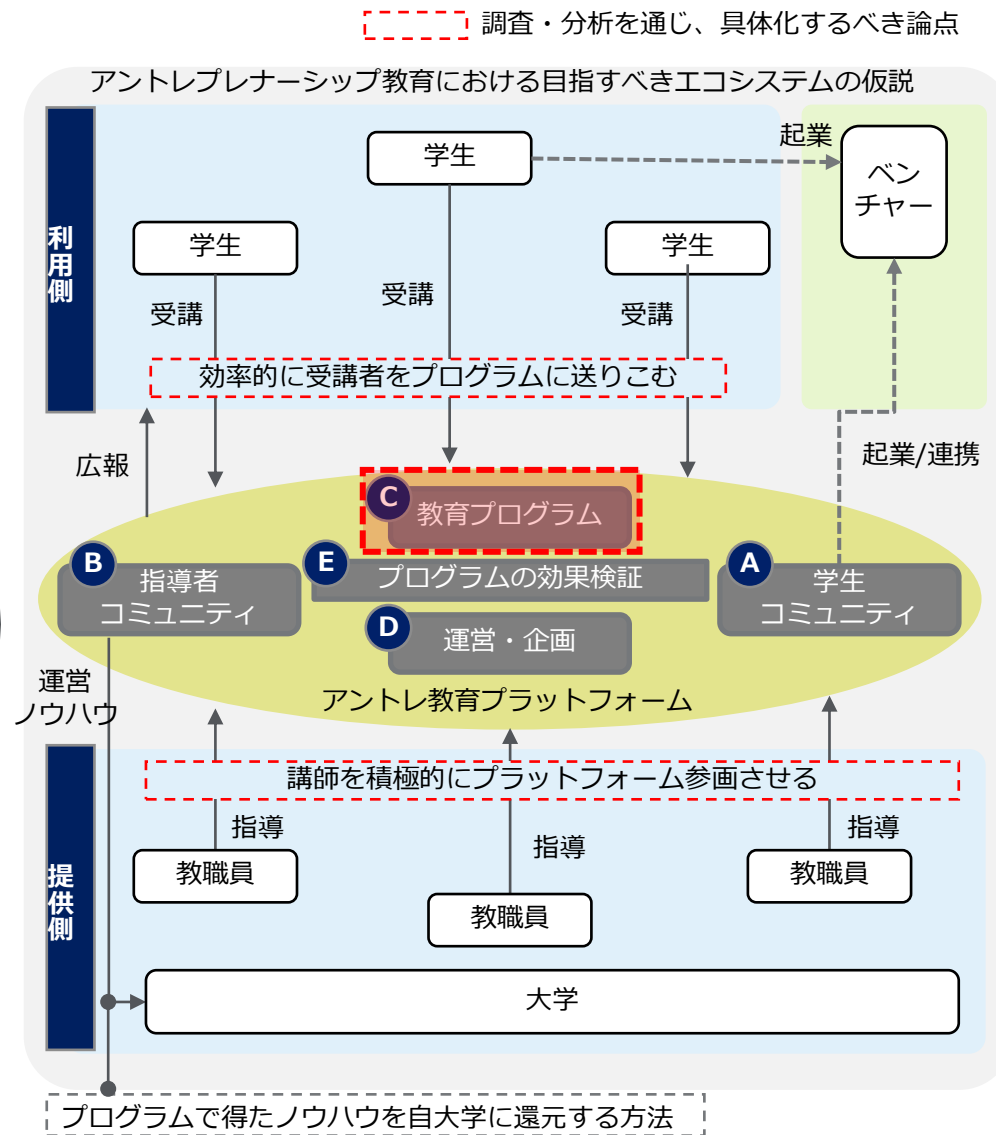 調査・分析を通じ、具体化するべき論点
アントレプレナーシップ教育における目指すべきエコシステムの仮説
利用側
学生
起業
ベン
チャー
学生
学生
受講
受講
受講
効率的に受講者をプログラムに送りこむ
広報
起業/連携
C
教育プログラム
B
指導者
コミュニティ
E
プログラムの効果検証
A
学生
コミュニティ
D
運営・企画
運営
ノウハウ
アントレ教育プラットフォーム
提供側
講師を積極的にプラットフォーム参画させる
指導
指導
指導
教職員
教職員
教職員
大学
プログラムで得たノウハウを自大学に還元する方法